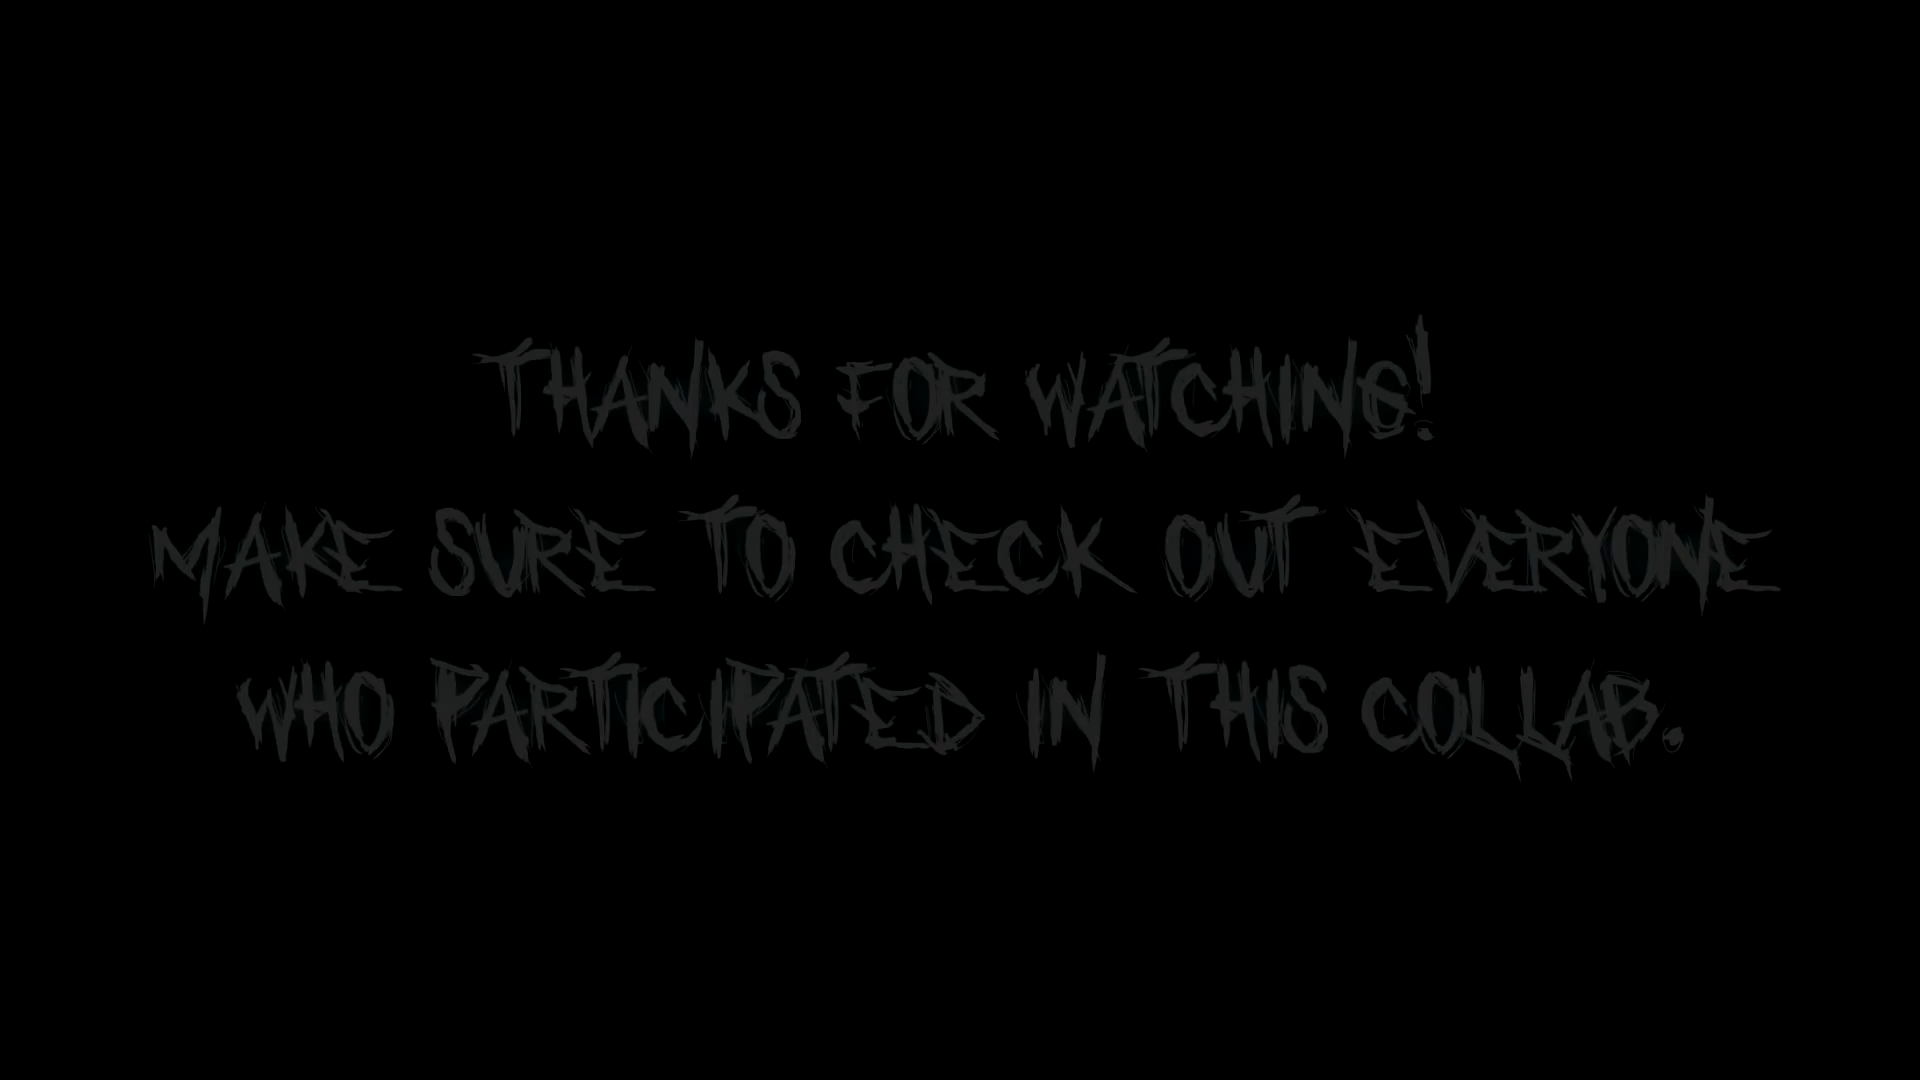 THANKS FOR WATCHING!
MAKE SURE TO CHECK OUT EVERYONE
WHO PARTICIPATED IN THIS COLLAB.